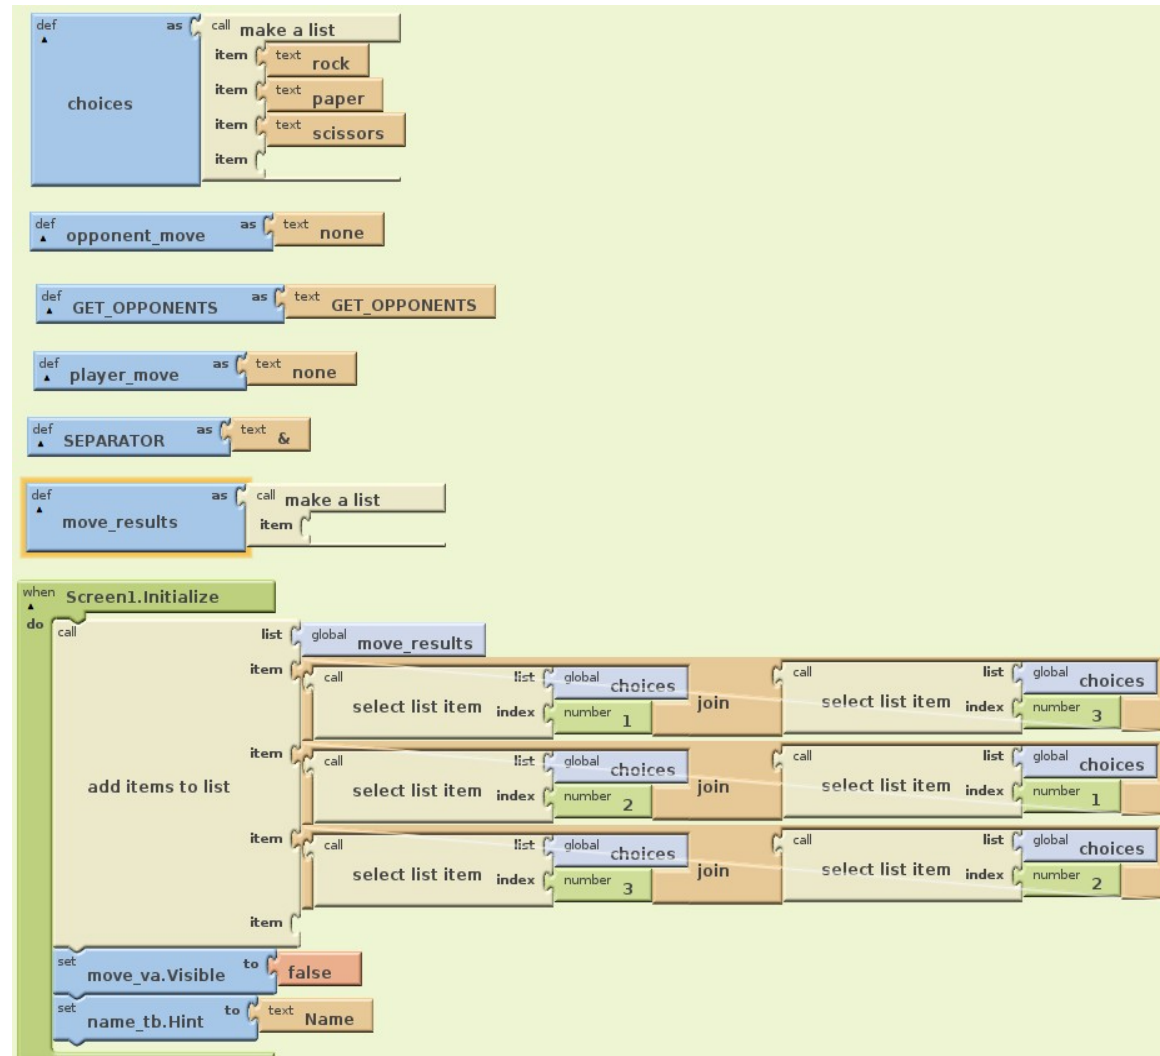 def as call make a list
choices
item text rock
item text paper
item text scissors
item
def opponent_move as text none
def GET_OPPONENTS as text GET_OPPONENTS
def player_move as text none
def SEPARATOR as text &
def as call make a list
move_results item
when Screen1.Initialize
do call list global move_results
item call list global choices call list global choices
select list item index number 1 join select list item index number 3
item call list global choices call list global choices
add items to list select list item index number 2 join select list item index number 1
item call list global choices call list global choices
select list item index number 3 join select list item index number 2
item
set move_va.Visible to false
set name_tb.Hint to text Name